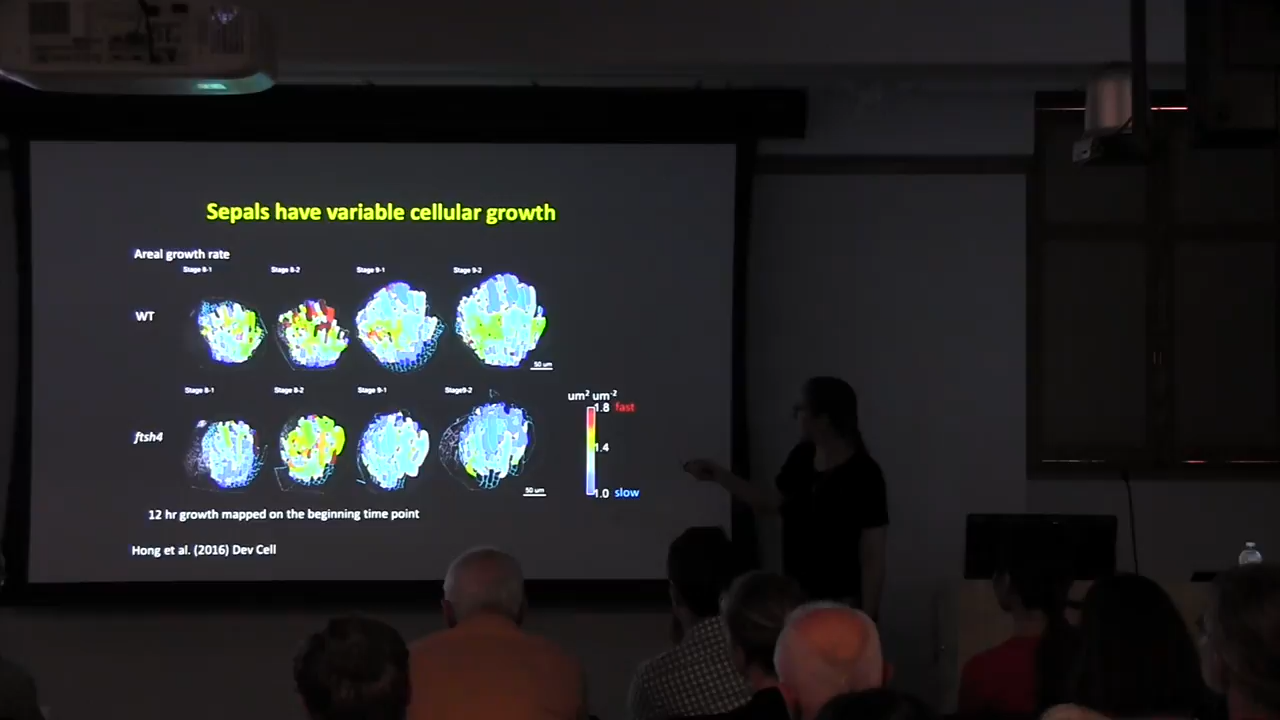 Sepals have variable cellular growth
Areal growth rate
Stage 8-1 Stage 8-2 Stage 9-1 Stage 9-2
WT
50 um
Stage 8-1 Stage 8-2 Stage 9-1 Stage9-2
ftsh4
um² um⁻²
1.8 fast
1.4
1.0 slow
50 um
12 hr growth mapped on the beginning time point
Hong et al. (2016) Dev Cell